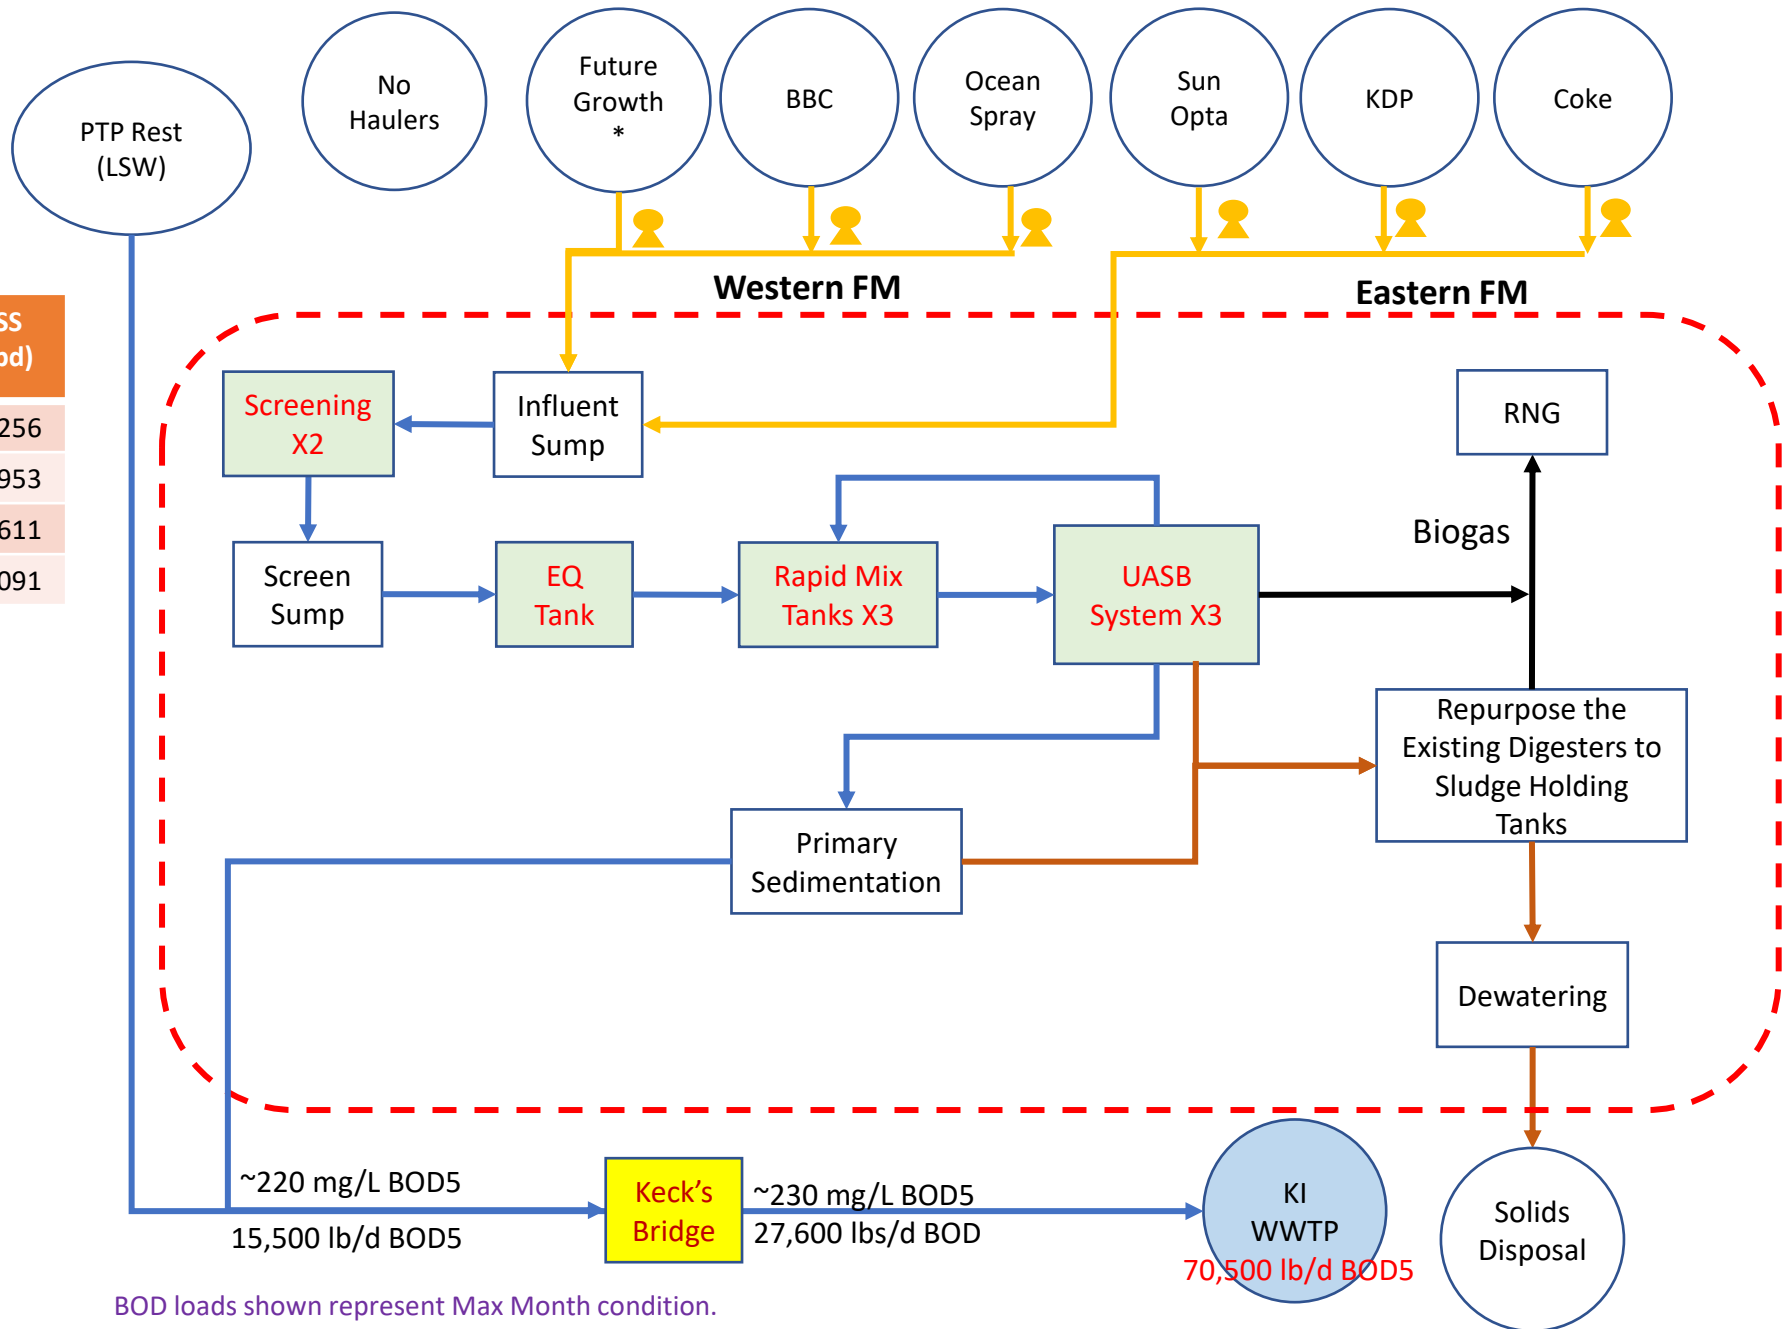 PTP Rest
(LSW)
No
Haulers
Future
Growth
*
BBC
Ocean
Spray
Sun
Opta
KDP
Coke
Western FM
Eastern FM
256
953
611
091
Screening
X2
Influent
Sump
RNG
Screen
Sump
EQ
Tank
Rapid Mix
Tanks X3
UASB
System X3
Biogas
Repurpose the
Existing Digesters to
Sludge Holding
Tanks
Primary
Sedimentation
Dewatering
~220 mg/L BOD5
15,500 lb/d BOD5
Keck's
Bridge
~230 mg/L BOD5
27,600 lbs/d BOD
KI
WWTP
70,500 lb/d BOD5
Solids
Disposal
BOD loads shown represent Max Month condition.